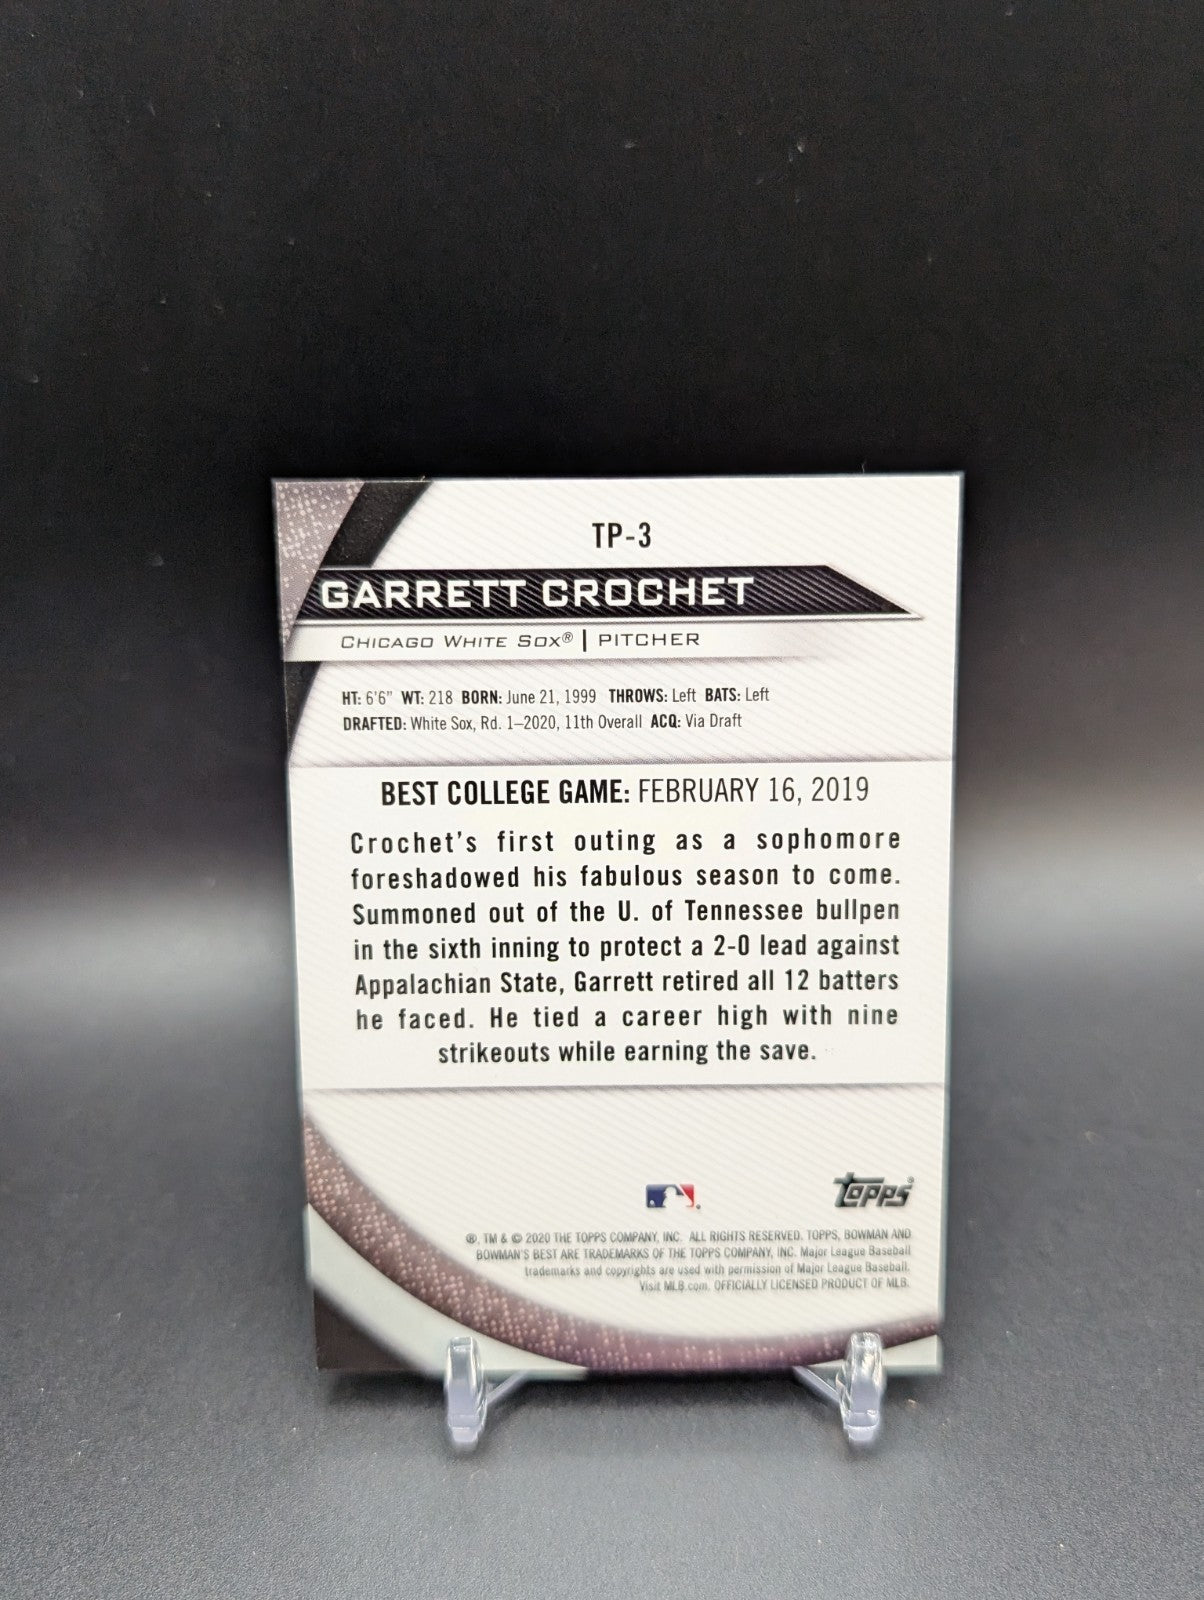 TP-3
GARRETT CROCHET
CHICAGO WHITE SOX® | PITCHER
HT: 6'6" WT: 218 BORN: June 21, 1999 THROWS: Left BATS: Left
DRAFTED: White Sox, Rd. 1–2020, 11th Overall ACQ: Via Draft
BEST COLLEGE GAME: FEBRUARY 16, 2019
Crochet's first outing as a sophomore
foreshadowed his fabulous season to come.
Summoned out of the U. of Tennessee bullpen
in the sixth inning to protect a 2-0 lead against
Appalachian State, Garrett retired all 12 batters
he faced. He tied a career high with nine
strikeouts while earning the save.
topps®
®, TM & © 2020 THE TOPPS COMPANY, INC. ALL RIGHTS RESERVED. TOPPS, BOWMAN AND
BOWMAN'S BEST ARE TRADEMARKS OF THE TOPPS COMPANY, INC. Major League Baseball
trademarks and copyrights are used with permission of Major League Baseball.
Visit MLB.com. OFFICIALLY LICENSED PRODUCT OF MLB.